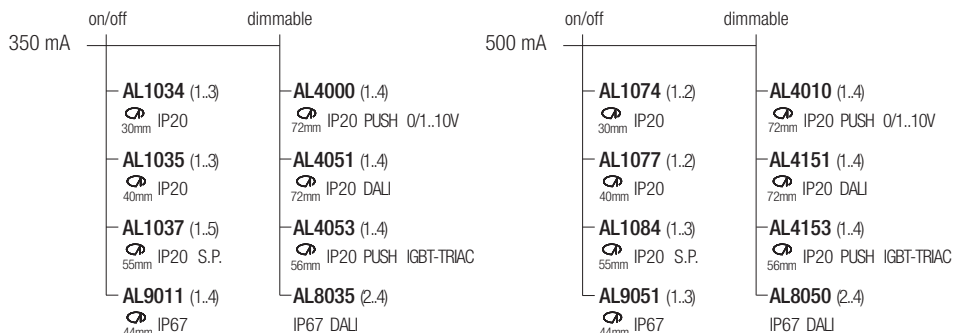 on/off dimmable
350 mA
AL1034 (1..3)
30mm IP20
AL1035 (1..3)
40mm IP20
AL1037 (1..5)
55mm IP20 S.P.
AL9011 (1..4)
44mm IP67
AL4000 (1..4)
72mm IP20 PUSH 0/1..10V
AL4051 (1..4)
72mm IP20 DALI
AL4053 (1..4)
56mm IP20 PUSH IGBT-TRIAC
AL8035 (2..4)
IP67 DALI
on/off dimmable
500 mA
AL1074 (1..2)
30mm IP20
AL1077 (1..2)
40mm IP20
AL1084 (1..3)
55mm IP20 S.P.
AL9051 (1..3)
44mm IP67
AL4010 (1..4)
72mm IP20 PUSH 0/1..10V
AL4151 (1..4)
72mm IP20 DALI
AL4153 (1..4)
56mm IP20 PUSH IGBT-TRIAC
AL8050 (2..4)
IP67 DALI